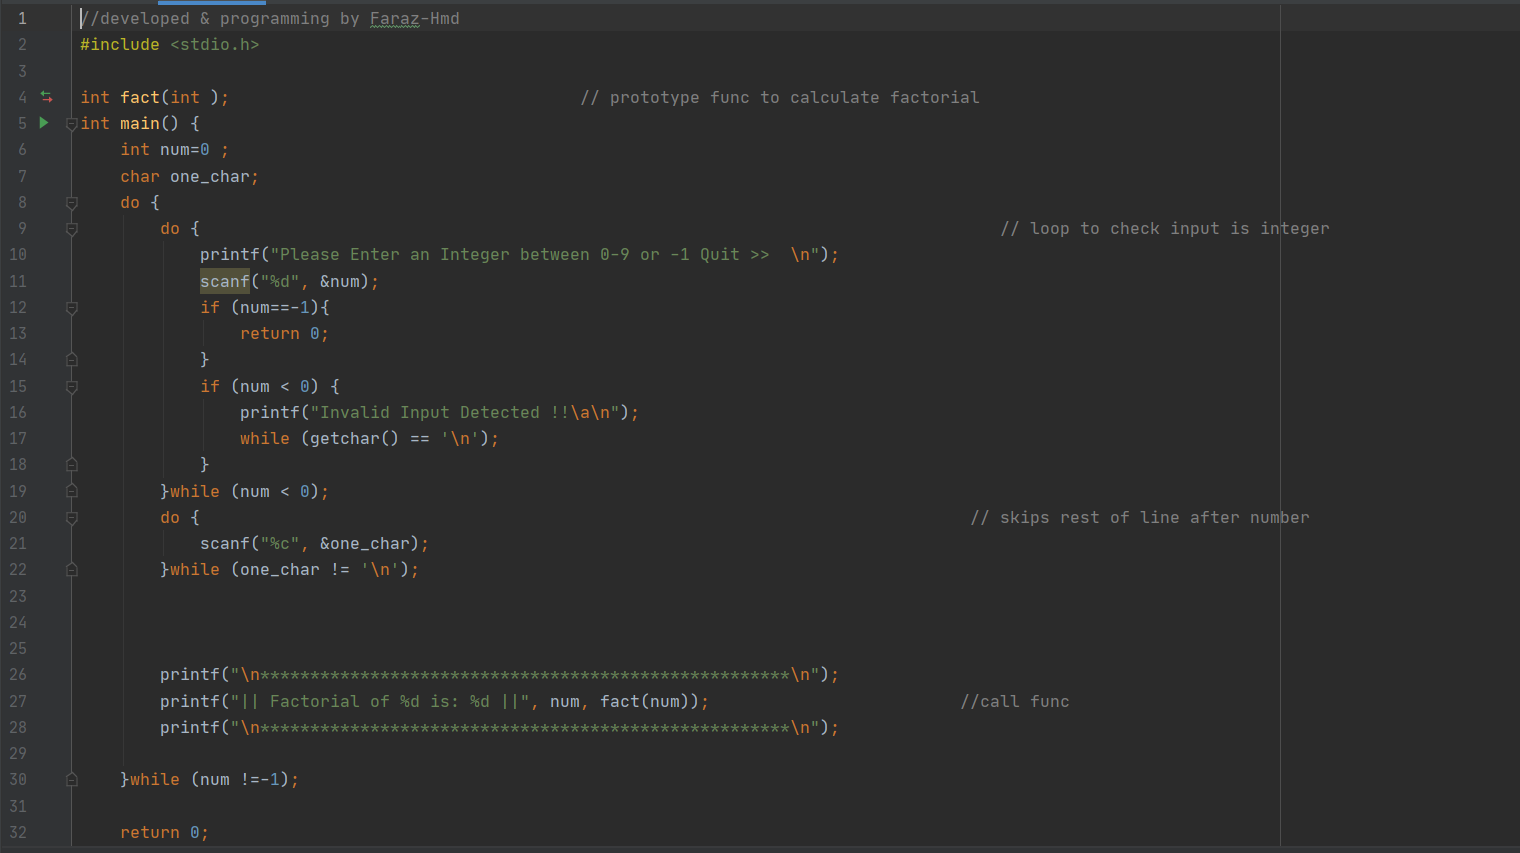 1 //developed & programming by Faraz-Hmd
2 #include <stdio.h>
3
4 int fact(int ); // prototype func to calculate factorial
5 int main() {
6 int num=0 ;
7 char one_char;
8 do {
9 do { // loop to check input is integer
10 printf("Please Enter an Integer between 0-9 or -1 Quit >>  \n");
11 scanf("%d", &num);
12 if (num==-1){
13 return 0;
14 }
15 if (num < 0) {
16 printf("Invalid Input Detected !!\a\n");
17 while (getchar() == '\n');
18 }
19 }while (num < 0);
20 do { // skips rest of line after number
21 scanf("%c", &one_char);
22 }while (one_char != '\n');
23
24
25
26 printf("\n*****************************************************\n");
27 printf("|| Factorial of %d is: %d ||", num, fact(num)); //call func
28 printf("\n*****************************************************\n");
29
30 }while (num !=-1);
31
32 return 0;